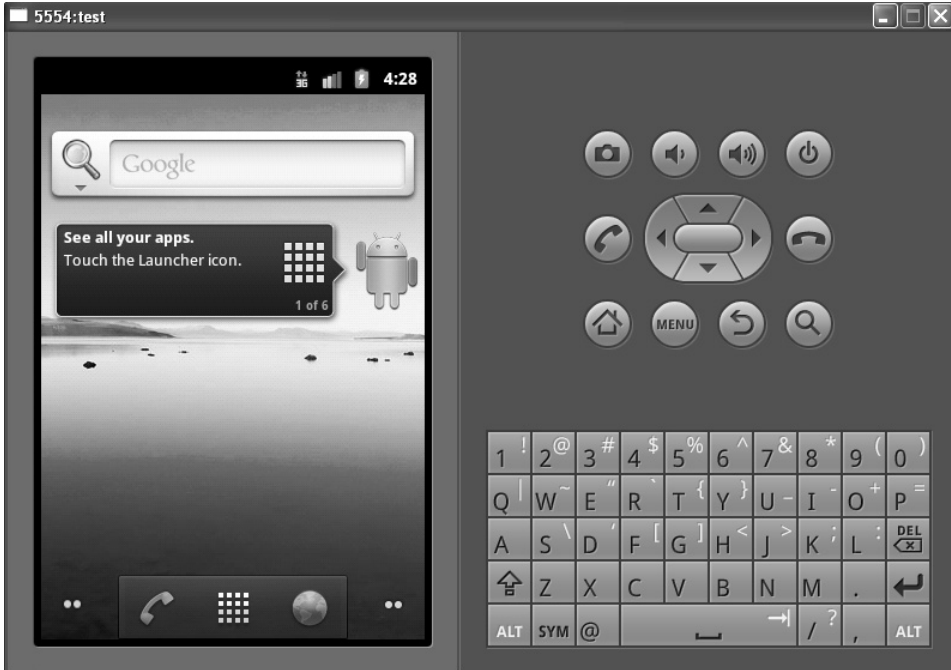 5554:test
3G 4:28
Google
See all your apps.
Touch the Launcher icon.
1 of 6
MENU
1 ! 2 @ 3 # 4 $ 5 % 6 ^ 7 & 8 * 9 ( 0 )
Q | W ~ E “ R ` T { Y } U _ I - O + P =
A S \ D ‘ F [ G ] H < J > K ; L : DEL
Z X C V B N M .
ALT SYM @ / ? , ALT